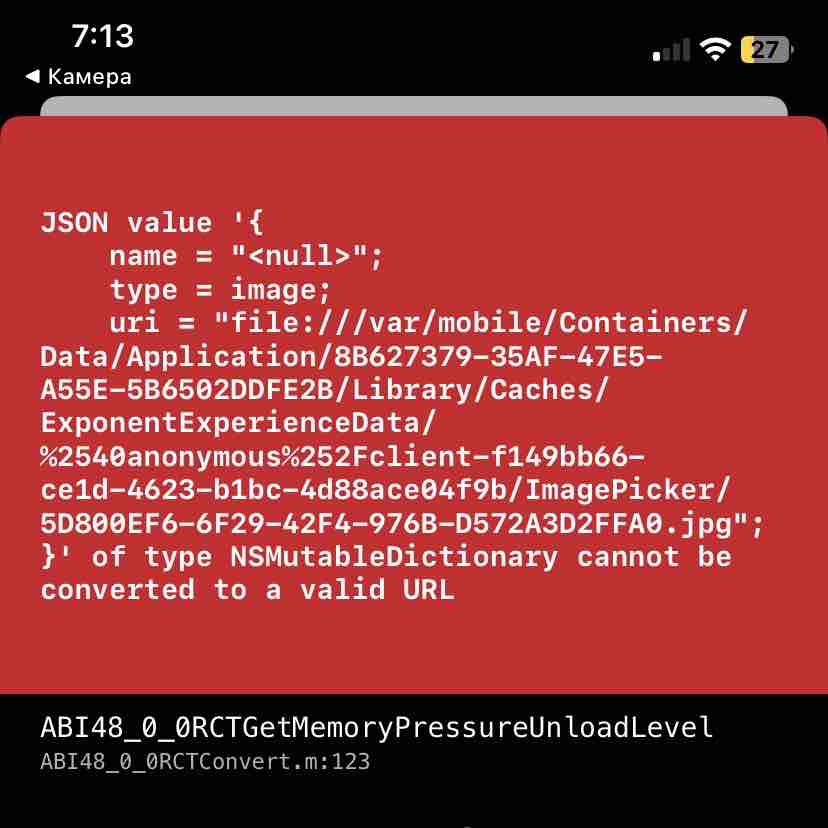 7:13
27
◀ Камера
JSON value '{
    name = "<null>";
    type = image;
    uri = "file:///var/mobile/Containers/
Data/Application/8B627379-35AF-47E5-
A55E-5B6502DDFE2B/Library/Caches/
ExponentExperienceData/
%2540anonymous%252Fclient-f149bb66-
ce1d-4623-b1bc-4d88ace04f9b/ImagePicker/
5D800EF6-6F29-42F4-976B-D572A3D2FFA0.jpg";
}' of type NSMutableDictionary cannot be
converted to a valid URL
ABI48_0_0RCTGetMemoryPressureUnloadLevel
ABI48_0_0RCTConvert.m:123